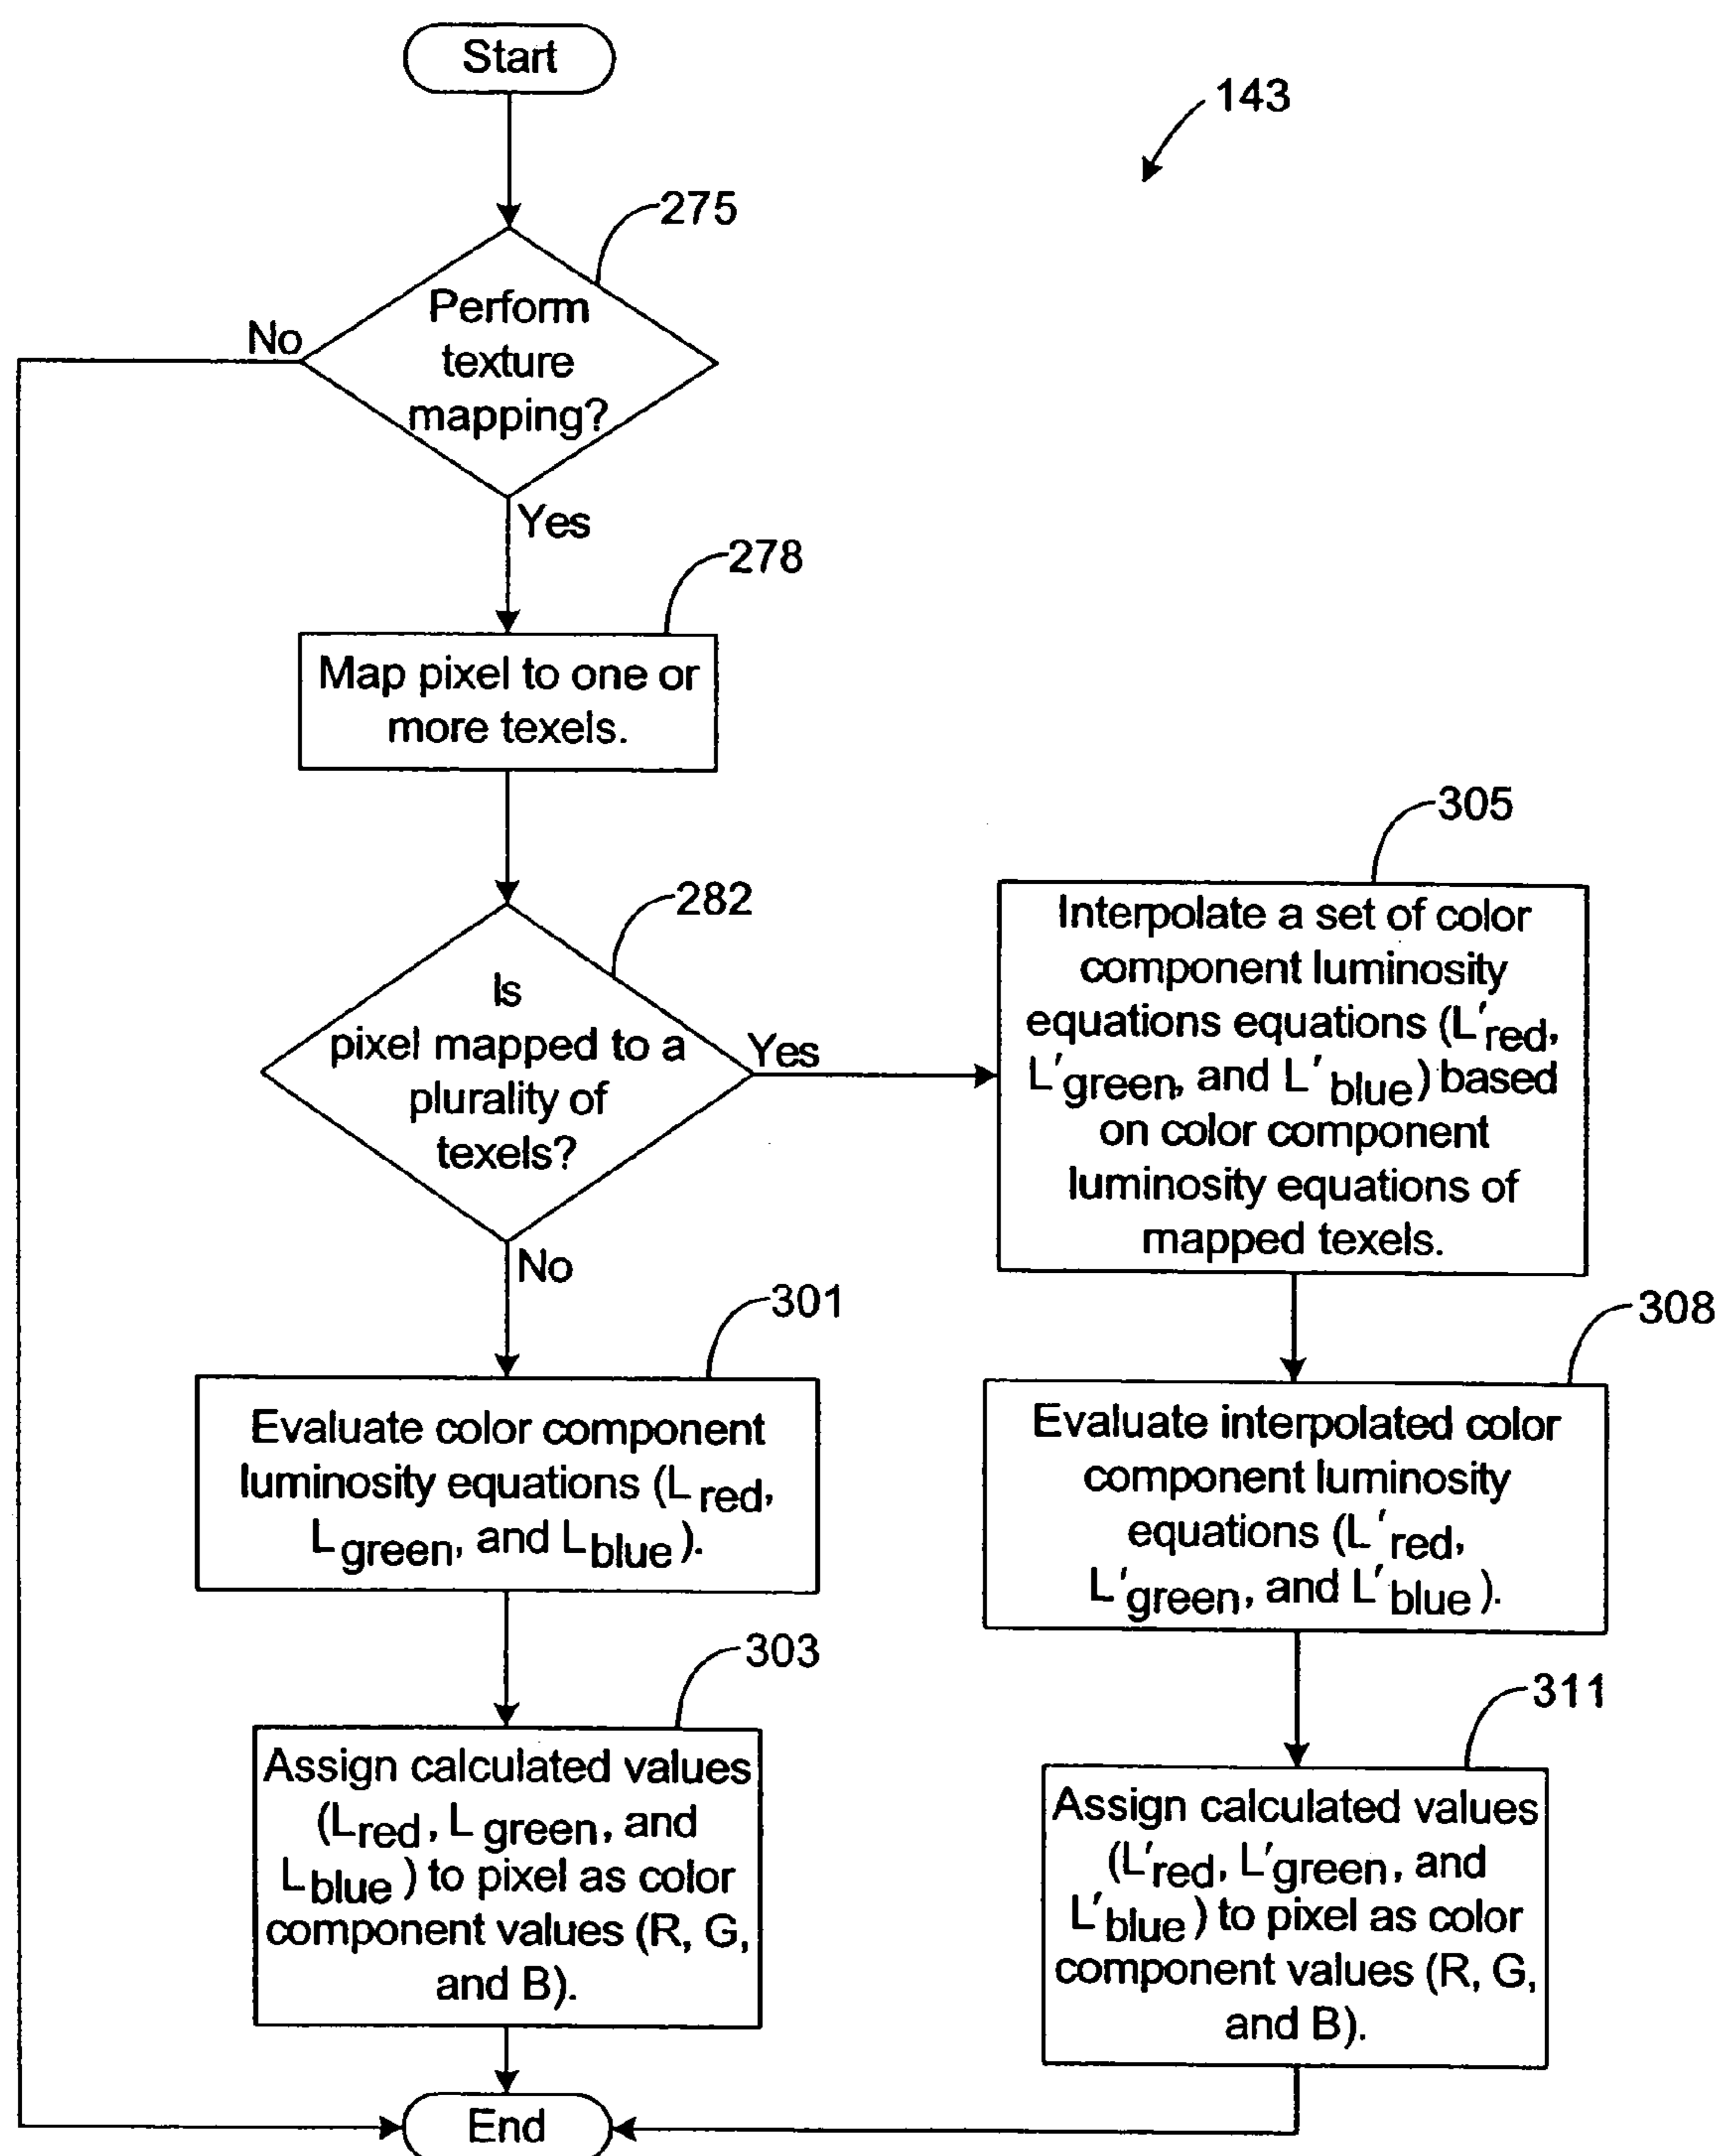 Start
143
275
Perform
texture
mapping?
No
Yes
278
Map pixel to one or
more texels.
282
Is
pixel mapped to a
plurality of
texels?
Yes
No
305
Interpolate a set of color
component luminosity
equations equations (L′red,
L′green, and L′blue) based
on color component
luminosity equations of
mapped texels.
301
Evaluate color component
luminosity equations (Lred,
Lgreen, and Lblue).
308
Evaluate interpolated color
component luminosity
equations (L′red,
L′green, and L′blue).
303
Assign calculated values
(Lred, Lgreen, and
Lblue) to pixel as color
component values (R, G,
and B).
311
Assign calculated values
(L′red, L′green, and
L′blue) to pixel as color
component values (R, G,
and B).
End